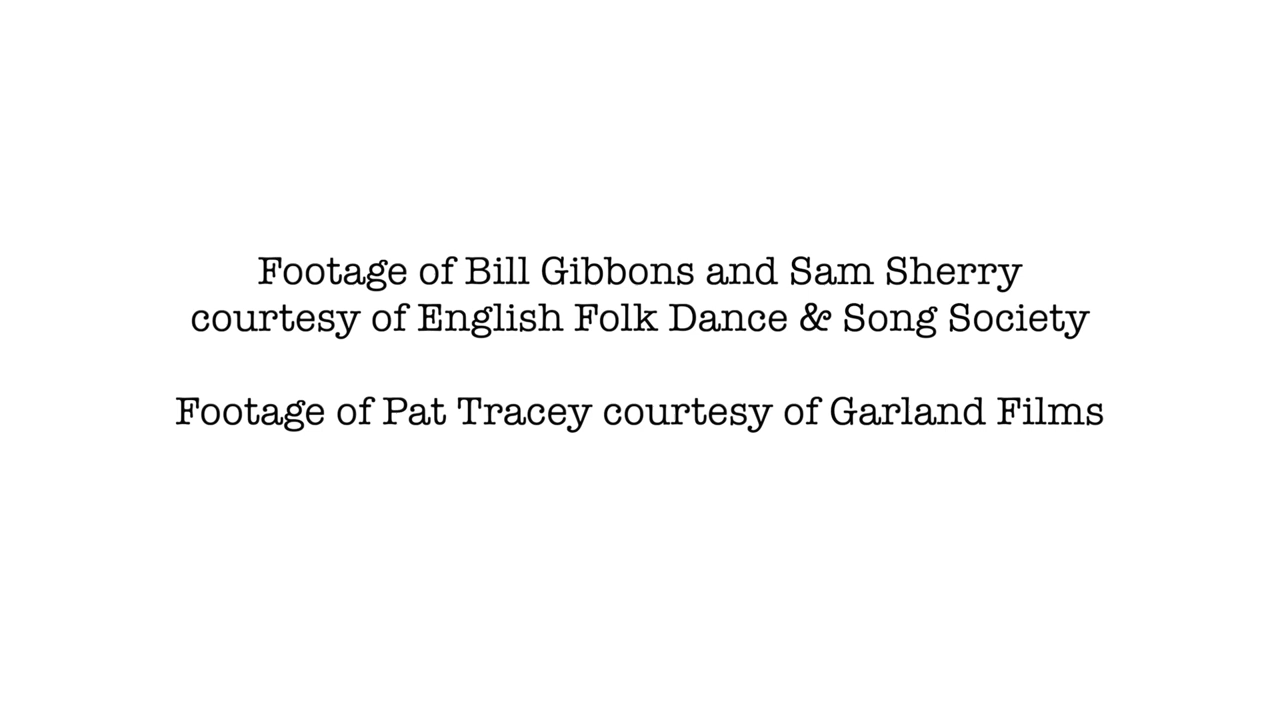 Footage of Bill Gibbons and Sam Sherry
courtesy of English Folk Dance & Song Society
Footage of Pat Tracey courtesy of Garland Films